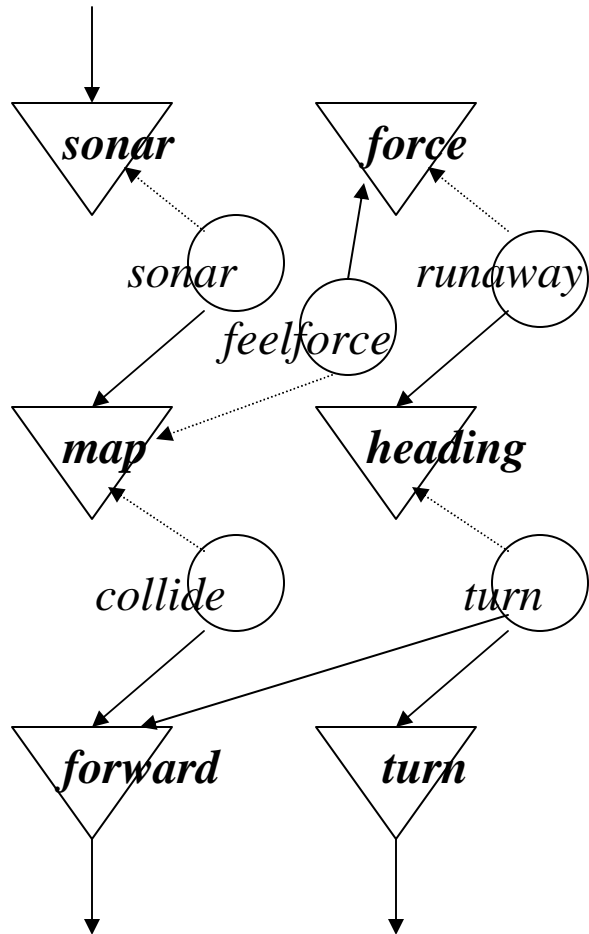 sonar
force
sonar
runaway
feelforce
map
heading
collide
turn
forward
turn